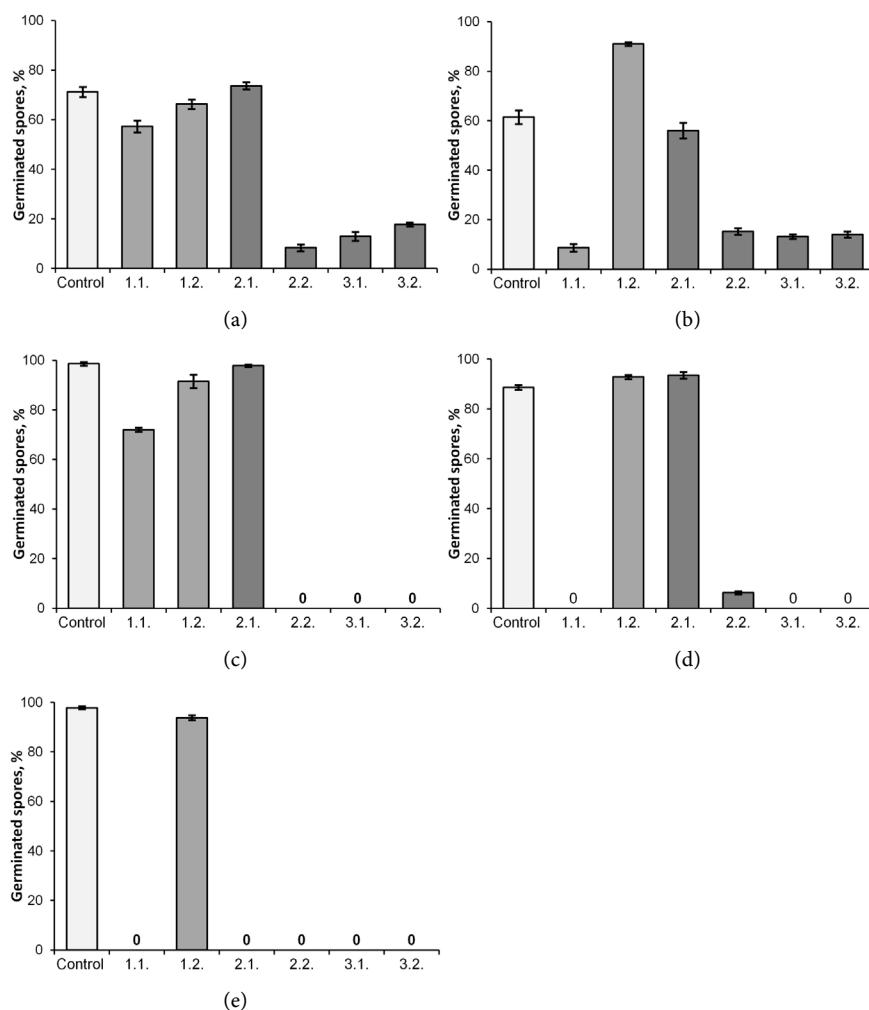 100
80
60
40
20
0
Germinated spores, %
Control 1.1. 1.2. 2.1. 2.2. 3.1. 3.2.
(a)
100
80
60
40
20
0
Germinated spores, %
Control 1.1. 1.2. 2.1. 2.2. 3.1. 3.2.
(b)
100
80
60
40
20
0
Germinated spores, %
0 0 0
Control 1.1. 1.2. 2.1. 2.2. 3.1. 3.2.
(c)
100
80
60
40
20
0
Germinated spores, %
0 0 0
Control 1.1. 1.2. 2.1. 2.2. 3.1. 3.2.
(d)
100
80
60
40
20
0
Germinated spores, %
0 0 0 0 0
Control 1.1. 1.2. 2.1. 2.2. 3.1. 3.2.
(e)